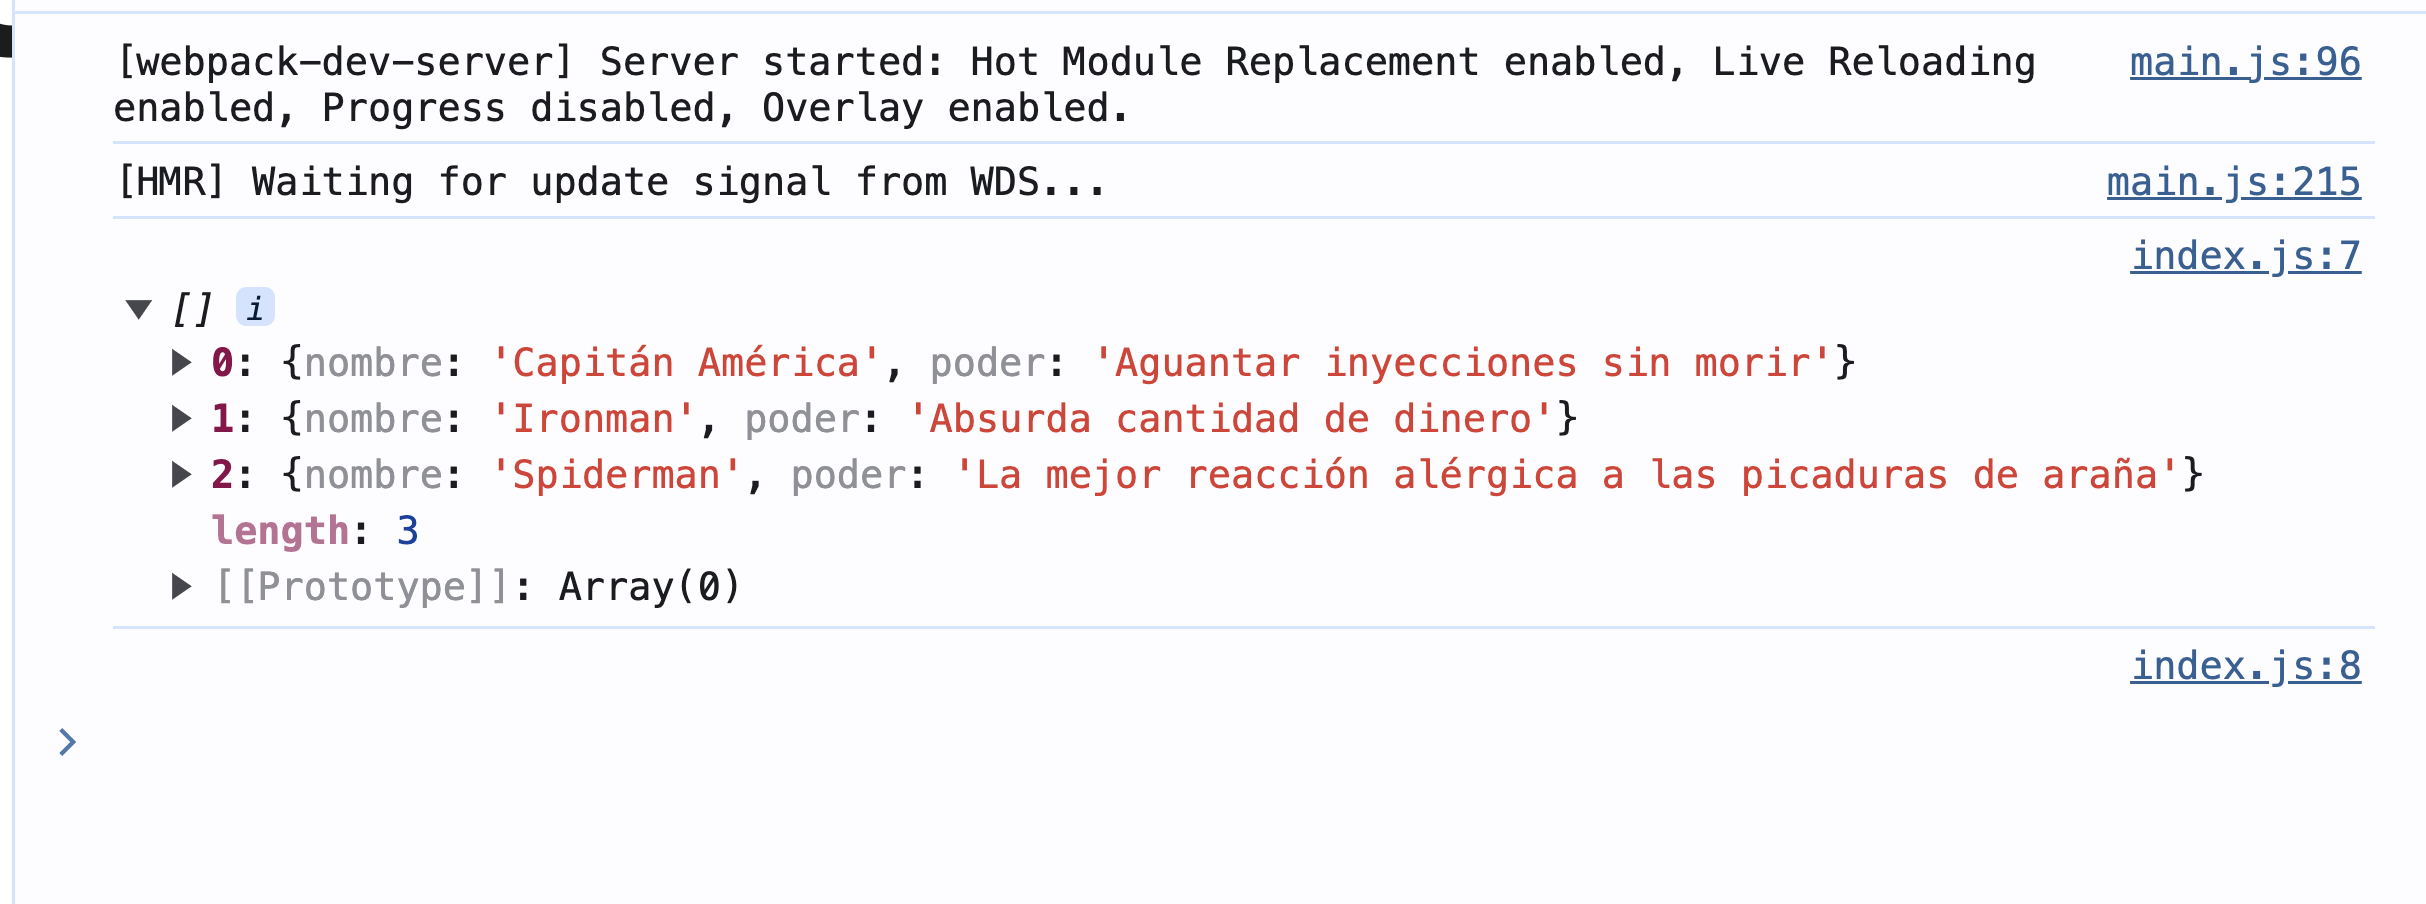 [webpack-dev-server] Server started: Hot Module Replacement enabled, Live Reloading main.js:96
enabled, Progress disabled, Overlay enabled.
[HMR] Waiting for update signal from WDS... main.js:215
index.js:7
▼ [] i
▶ 0: {nombre: 'Capitán América', poder: 'Aguantar inyecciones sin morir'}
▶ 1: {nombre: 'Ironman', poder: 'Absurda cantidad de dinero'}
▶ 2: {nombre: 'Spiderman', poder: 'La mejor reacción alérgica a las picaduras de araña'}
length: 3
▶ [[Prototype]]: Array(0)
index.js:8
>